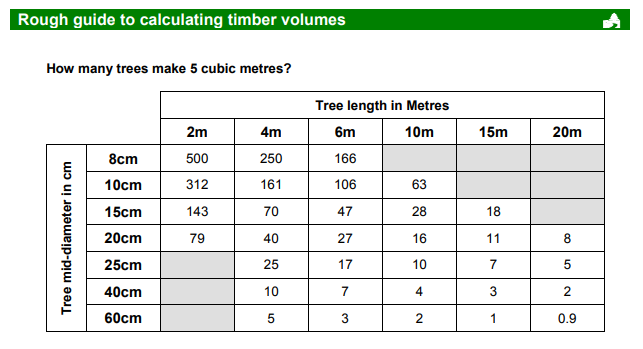 Rough guide to calculating timber volumes
How many trees make 5 cubic metres?
Tree length in Metres
2m 4m 6m 10m 15m 20m
Tree mid-diameter in cm
8cm 500 250 166
10cm 312 161 106 63
15cm 143 70 47 28 18
20cm 79 40 27 16 11 8
25cm 25 17 10 7 5
40cm 10 7 4 3 2
60cm 5 3 2 1 0.9